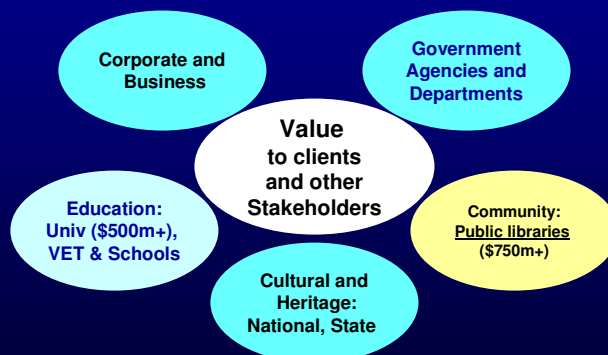 Corporate and
Business
Government
Agencies and
Departments
Value
to clients
and other
Stakeholders
Education:
Univ ($500m+),
VET & Schools
Community:
Public libraries
($750m+)
Cultural and
Heritage:
National, State